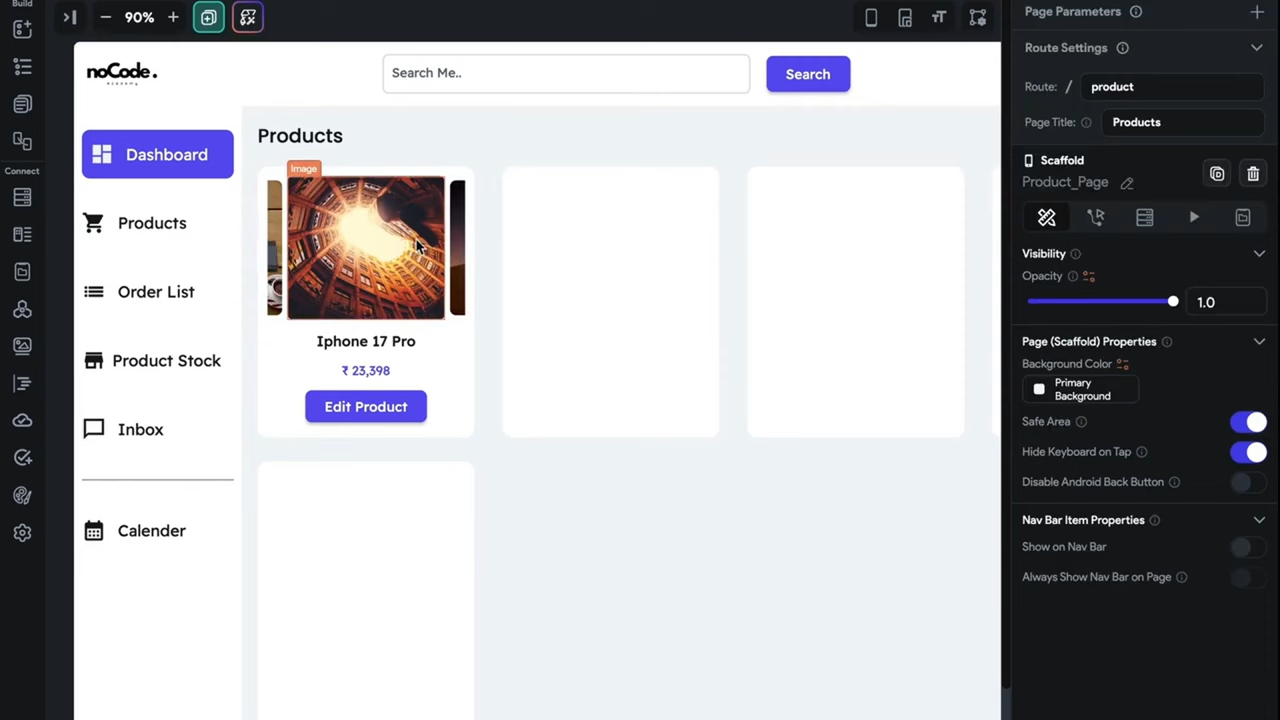 Build
90%
Page Parameters
noCode.
academy
Search Me..
Search
Route Settings
Route: / product
Page Title: Products
Dashboard
Products
Order List
Product Stock
Inbox
Calender
Connect
Products
Image
Iphone 17 Pro
₹ 23,398
Edit Product
Scaffold
Product_Page
Visibility
Opacity
1.0
Page (Scaffold) Properties
Background Color
Primary
Background
Safe Area
Hide Keyboard on Tap
Disable Android Back Button
Nav Bar Item Properties
Show on Nav Bar
Always Show Nav Bar on Page